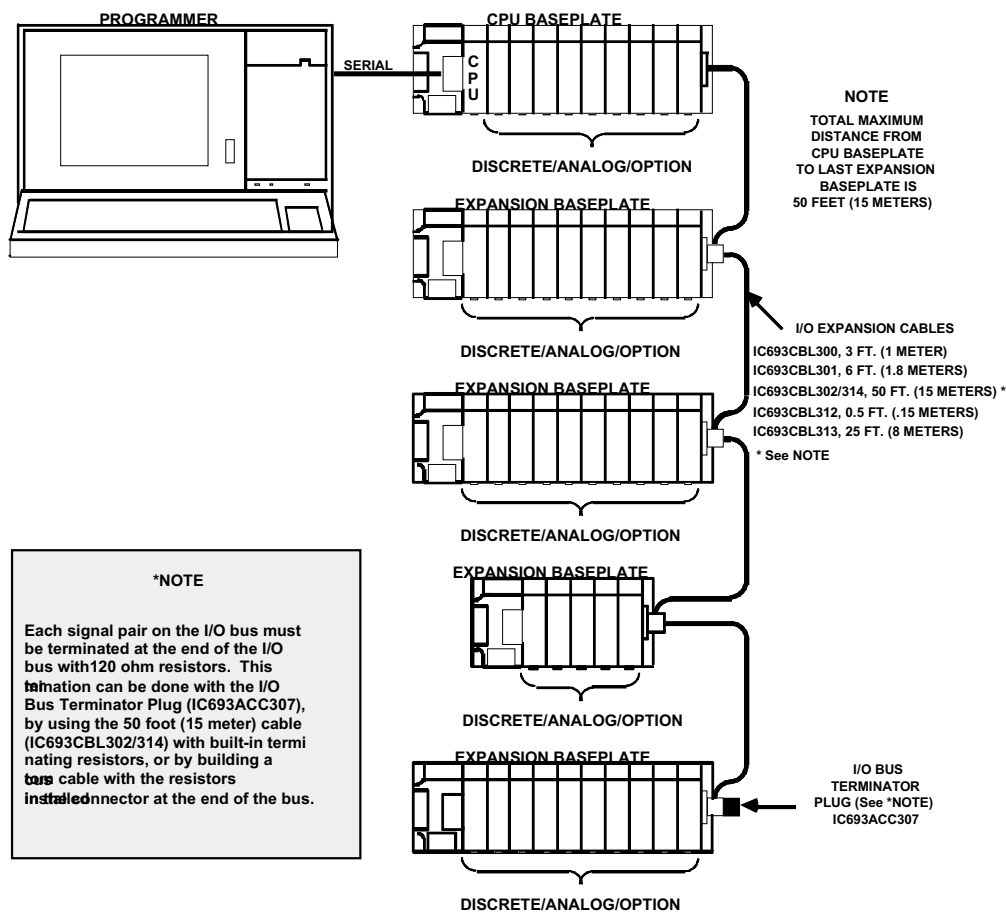 PROGRAMMER
CPU BASEPLATE
SERIAL
C
P
U
DISCRETE/ANALOG/OPTION
NOTE
TOTAL MAXIMUM
DISTANCE FROM
CPU BASEPLATE
TO LAST EXPANSION
BASEPLATE IS
50 FEET (15 METERS)
EXPANSION BASEPLATE
DISCRETE/ANALOG/OPTION
I/O EXPANSION CABLES
IC693CBL300, 3 FT. (1 METER)
IC693CBL301, 6 FT. (1.8 METERS)
IC693CBL302/314, 50 FT. (15 METERS) *
IC693CBL312, 0.5 FT. (.15 METERS)
IC693CBL313, 25 FT. (8 METERS)
* See NOTE
EXPANSION BASEPLATE
DISCRETE/ANALOG/OPTION
EXPANSION BASEPLATE
DISCRETE/ANALOG/OPTION
EXPANSION BASEPLATE
DISCRETE/ANALOG/OPTION
I/O BUS
TERMINATOR
PLUG (See *NOTE)
IC693ACC307
*NOTE
Each signal pair on the I/O bus must
be terminated at the end of the I/O
bus with120 ohm resistors. This
mination can be done with the I/O
Bus Terminator Plug (IC693ACC307),
by using the 50 foot (15 meter) cable
(IC693CBL302/314) with built-in termi
nating resistors, or by building a
tom cable with the resistors
connector at the end of the bus.